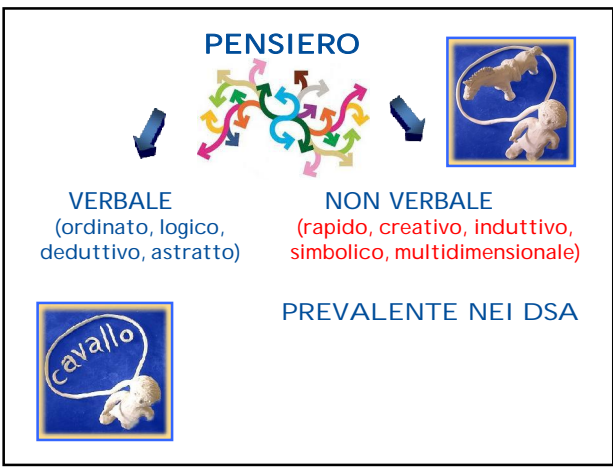 PENSIERO
VERBALE
(ordinato, logico,
deduttivo, astratto)
NON VERBALE
(rapido, creativo, induttivo,
simbolico, multidimensionale)
PREVALENTE NEI DSA
cavallo